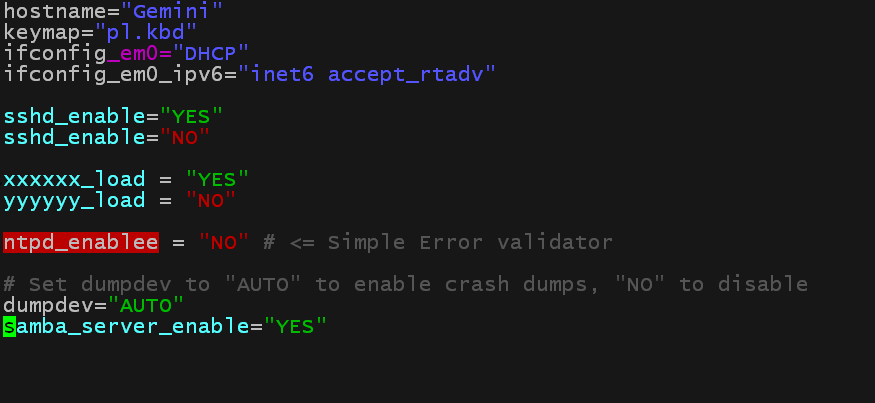 hostname="Gemini"
keymap="pl.kbd"
ifconfig_em0="DHCP"
ifconfig_em0_ipv6="inet6 accept_rtadv"
sshd_enable="YES"
sshd_enable="NO"
xxxxxx_load = "YES"
yyyyyy_load = "NO"
ntpd_enablee = "NO" # <= Simple Error validator
# Set dumpdev to "AUTO" to enable crash dumps, "NO" to disable
dumpdev="AUTO"
samba_server_enable="YES"